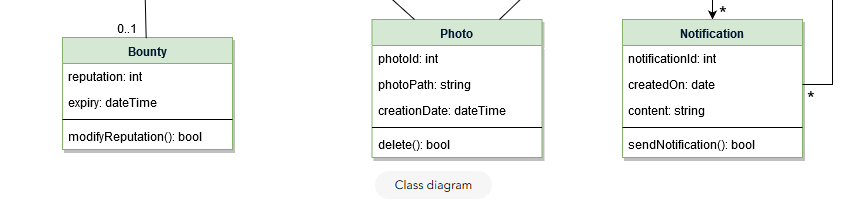 0..1
Bounty
reputation: int
expiry: dateTime
modifyReputation(): bool
Photo
photoId: int
photoPath: string
creationDate: dateTime
delete(): bool
*
Notification
notificationId: int
createdOn: date
content: string
sendNotification(): bool
*
Class diagram